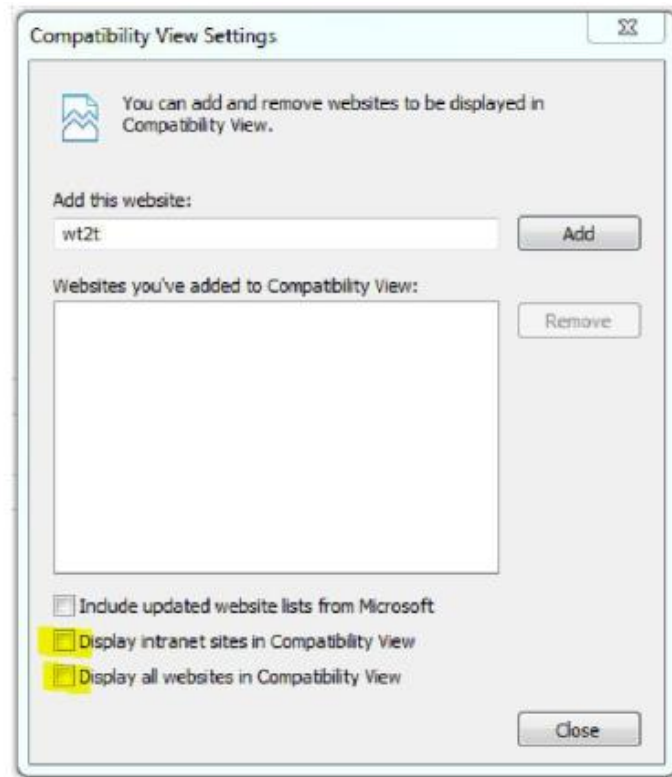 Compatibility View Settings
You can add and remove websites to be displayed in
Compatibility View.
Add this website:
wt2t
Add
Websites you've added to Compatibility View:
Remove
Include updated website lists from Microsoft
Display intranet sites in Compatibility View
Display all websites in Compatibility View
Close